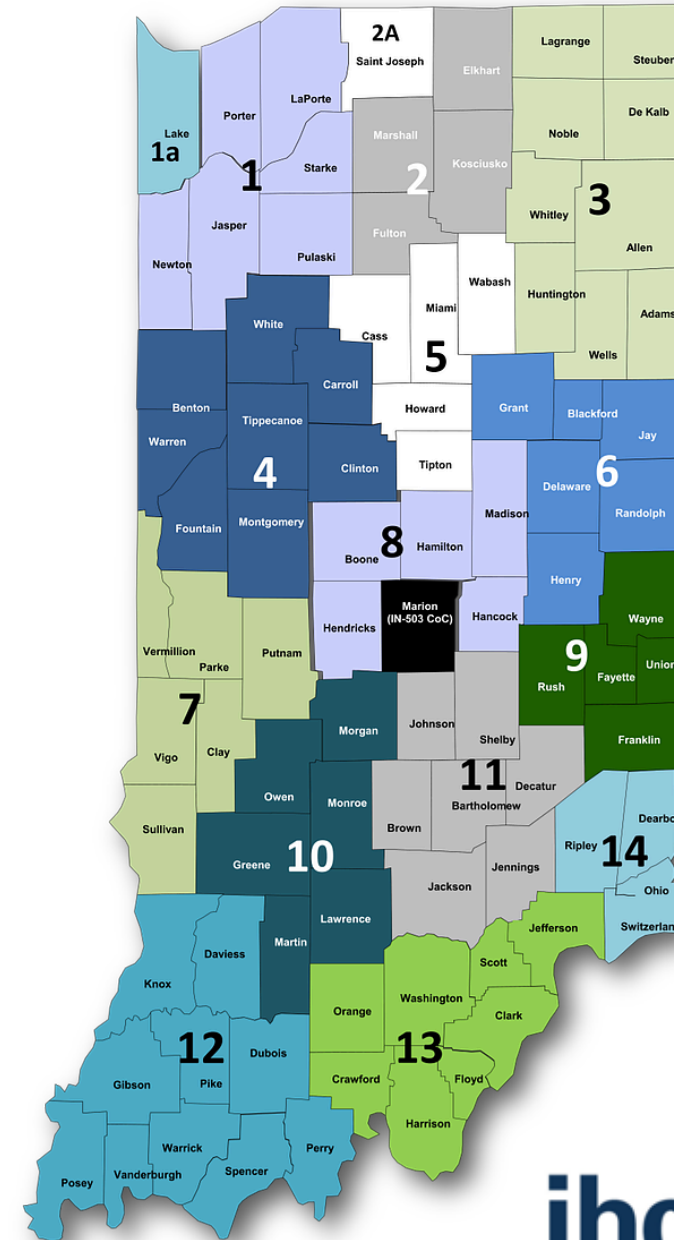 2A
Saint Joseph
Elkhart
Lagrange
Steuben
LaPorte
Porter
Lake
1a
1
Starke
Marshall
2
Kosciusko
Noble
De Kalb
3
Whitley
Allen
Jasper
Newton
Pulaski
Fulton
Wabash
Miami
Huntington
Adams
Wells
White
Cass
5
Carroll
Howard
Grant
Blackford
Jay
Benton
Tippecanoe
Warren
4
Clinton
Tipton
6
Delaware
Randolph
Madison
Fountain
Montgomery
8
Boone
Hamilton
Henry
Marion
(IN-503 CoC)
Hendricks
Hancock
Wayne
Vermillion
Parke
Putnam
9
Rush
Fayette
Union
7
Vigo
Clay
Morgan
Johnson
Shelby
Franklin
11
Decatur
Bartholomew
Owen
Monroe
Brown
Sullivan
Greene
10
Ripley
14
Dearbo
Ohio
Switzerlan
Jennings
Jackson
Lawrence
Martin
Daviess
Knox
Jefferson
Scott
Orange
Washington
Clark
12
Dubois
Gibson
Pike
13
Crawford
Floyd
Harrison
Warrick
Perry
Posey
Vanderburgh
Spencer
ihc